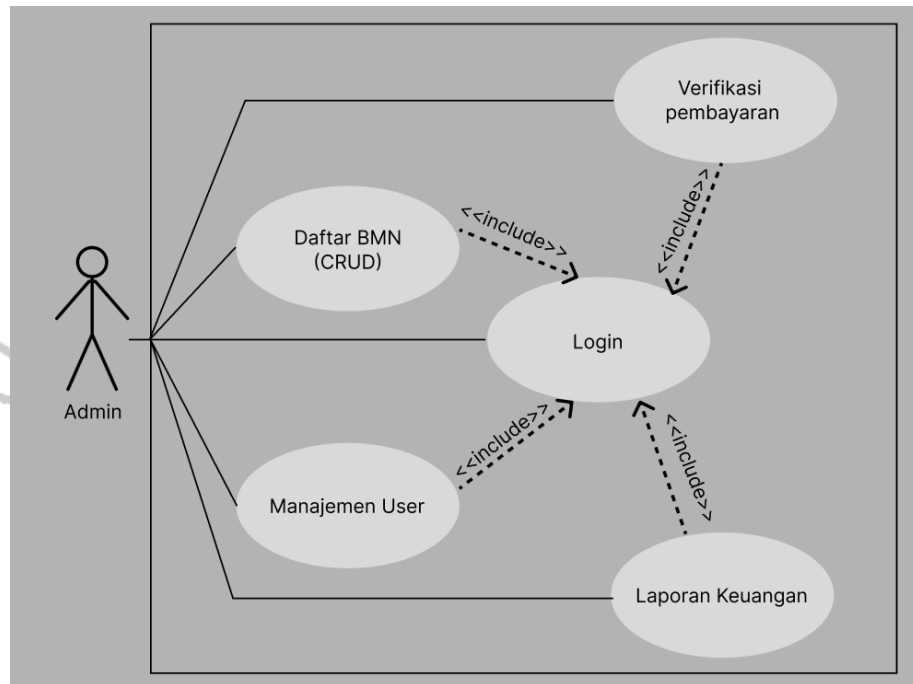 Verifikasi
pembayaran
<<include>>
<<include>>
Daftar BMN
(CRUD)
Login
Admin
<<include>>
<<include>>
Manajemen User
Laporan Keuangan